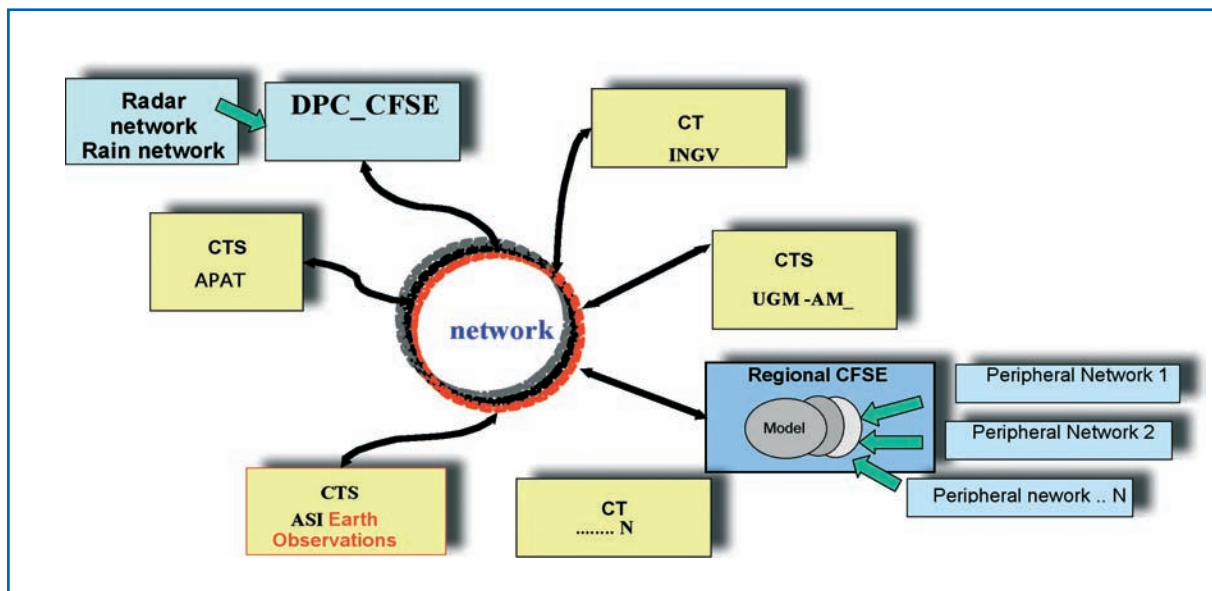 Radar
network
Rain network
DPC_CFSE
CT
INGV
CTS
APAT
CTS
UGM -AM_
network
Regional CFSE
Model
Peripheral Network 1
Peripheral Network 2
Peripheral nework .. N
CTS
ASI Earth
Observations
CT
........ N